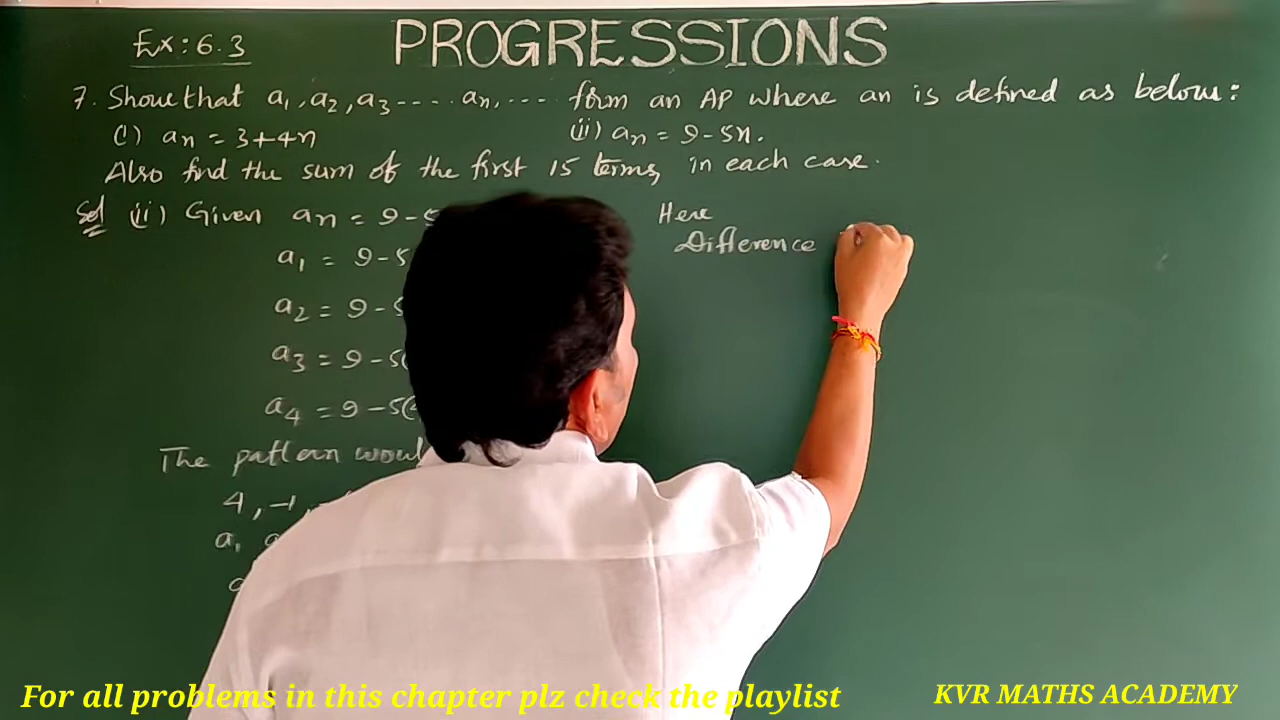 Ex: 6.3
PROGRESSIONS
7. Show that a₁, a₂, a₃ ---- aₙ, ---- form an AP where an is defined as below:
(i) aₙ = 3+4n (ii) aₙ = 9-5n.
Also find the sum of the first 15 terms in each case.
Sol (ii) Given aₙ = 9-5
a₁ = 9-5
a₂ = 9-5
a₃ = 9-5(
a₄ = 9-5(
The pattern woul
4, -1,
a₁
Here
Difference
For all problems in this chapter plz check the playlist
KVR MATHS ACADEMY